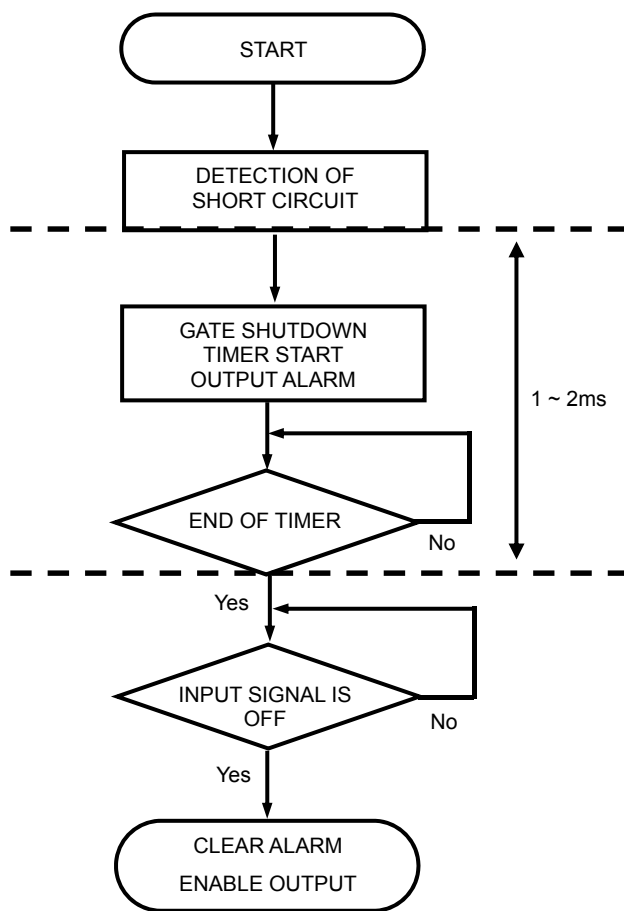 START
DETECTION OF
SHORT CIRCUIT
GATE SHUTDOWN
TIMER START
OUTPUT ALARM
1 ~ 2ms
END OF TIMER
No
Yes
INPUT SIGNAL IS
OFF
No
Yes
CLEAR ALARM
ENABLE OUTPUT